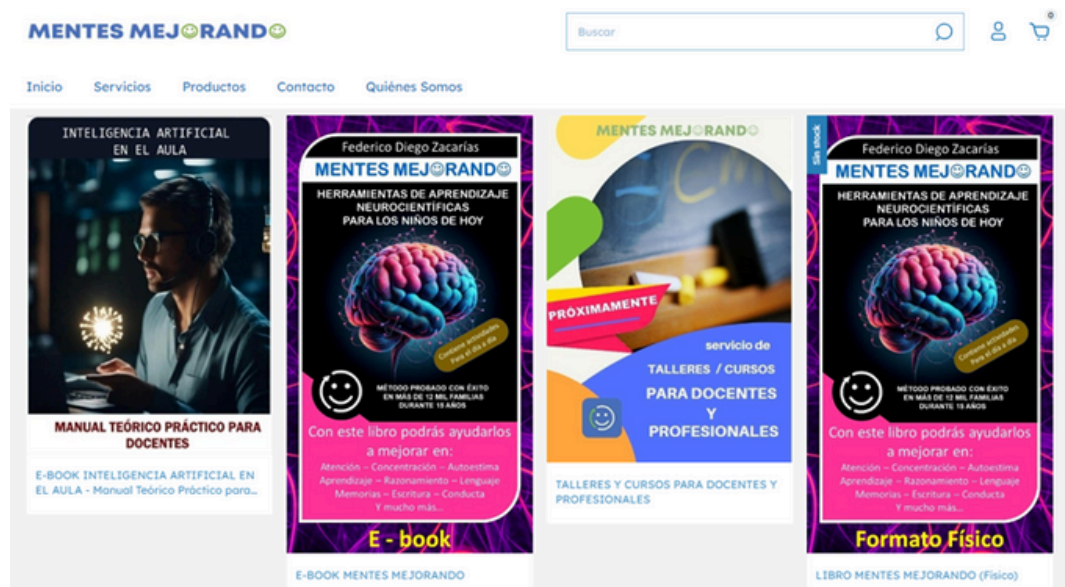 MENTES MEJORANDO
Buscar
0
Inicio Servicios Productos Contacto Quiénes Somos
INTELIGENCIA ARTIFICIAL
EN EL AULA
MANUAL TEÓRICO PRÁCTICO PARA
DOCENTES
E-BOOK INTELIGENCIA ARTIFICIAL EN
EL AULA - Manual Teórico Práctico para...
Federico Diego Zacarías
MENTES MEJORANDO
HERRAMIENTAS DE APRENDIZAJE
NEUROCIENTÍFICAS
PARA LOS NIÑOS DE HOY
Contiene actividades
Para el día a día
MÉTODO PROBADO CON ÉXITO
EN MÁS DE 12 MIL FAMILIAS
DURANTE 15 AÑOS
Con este libro podrás ayudarlos
a mejorar en:
Atención – Concentración – Autoestima
Aprendizaje – Razonamiento – Lenguaje
Memorias – Escritura – Conducta
Y mucho más...
E - book
E-BOOK MENTES MEJORANDO
MENTES MEJORANDO
PRÓXIMAMENTE
servicio de
TALLERES / CURSOS
PARA DOCENTES
Y
PROFESIONALES
TALLERES Y CURSOS PARA DOCENTES Y
PROFESIONALES
Sin stock
Federico Diego Zacarías
MENTES MEJORANDO
HERRAMIENTAS DE APRENDIZAJE
NEUROCIENTÍFICAS
PARA LOS NIÑOS DE HOY
Contiene actividades
Para el día a día
MÉTODO PROBADO CON ÉXITO
EN MÁS DE 12 MIL FAMILIAS
DURANTE 15 AÑOS
Con este libro podrás ayudarlos
a mejorar en:
Atención – Concentración – Autoestima
Aprendizaje – Razonamiento – Lenguaje
Memorias – Escritura – Conducta
Y mucho más...
Formato Físico
LIBRO MENTES MEJORANDO (Físico)